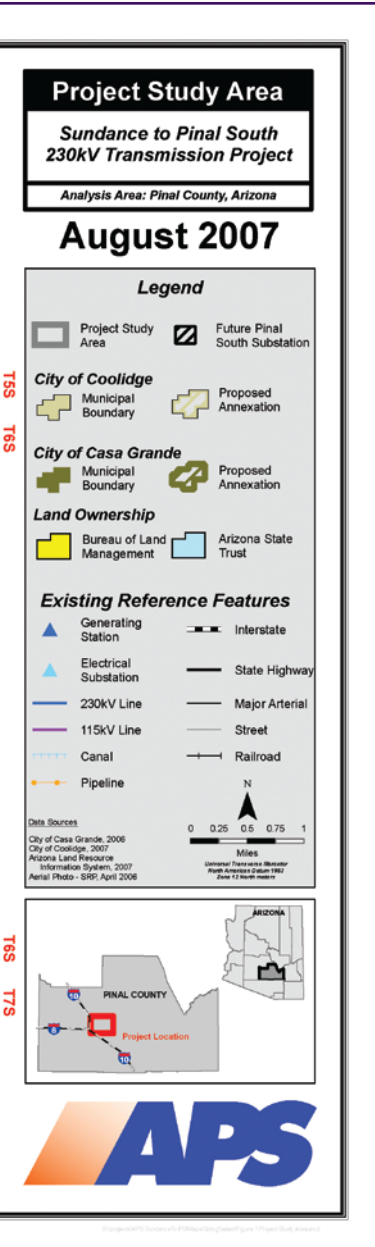 Project Study Area
Sundance to Pinal South
230kV Transmission Project
Analysis Area: Pinal County, Arizona
August 2007
Legend
Project Study
Area
Future Pinal
South Substation
City of Coolidge
Municipal
Boundary
Proposed
Annexation
City of Casa Grande
Municipal
Boundary
Proposed
Annexation
Land Ownership
Bureau of Land
Management
Arizona State
Trust
Existing Reference Features
Generating
Station
Interstate
Electrical
Substation
State Highway
230kV Line
Major Arterial
115kV Line
Street
Canal
Railroad
Pipeline
N
Data Sources
City of Casa Grande, 2006
City of Coolidge, 2007
Arizona Land Resource
Information System, 2007
Aerial Photo - SRP, April 2006
0 0.25 0.5 0.75 1
Miles
Universal Transverse Mercator
North American Datum 1983
Zone 12 North meters
T5S
T6S
T6S
T7S
ARIZONA
PINAL COUNTY
10
8
Project Location
10
APS